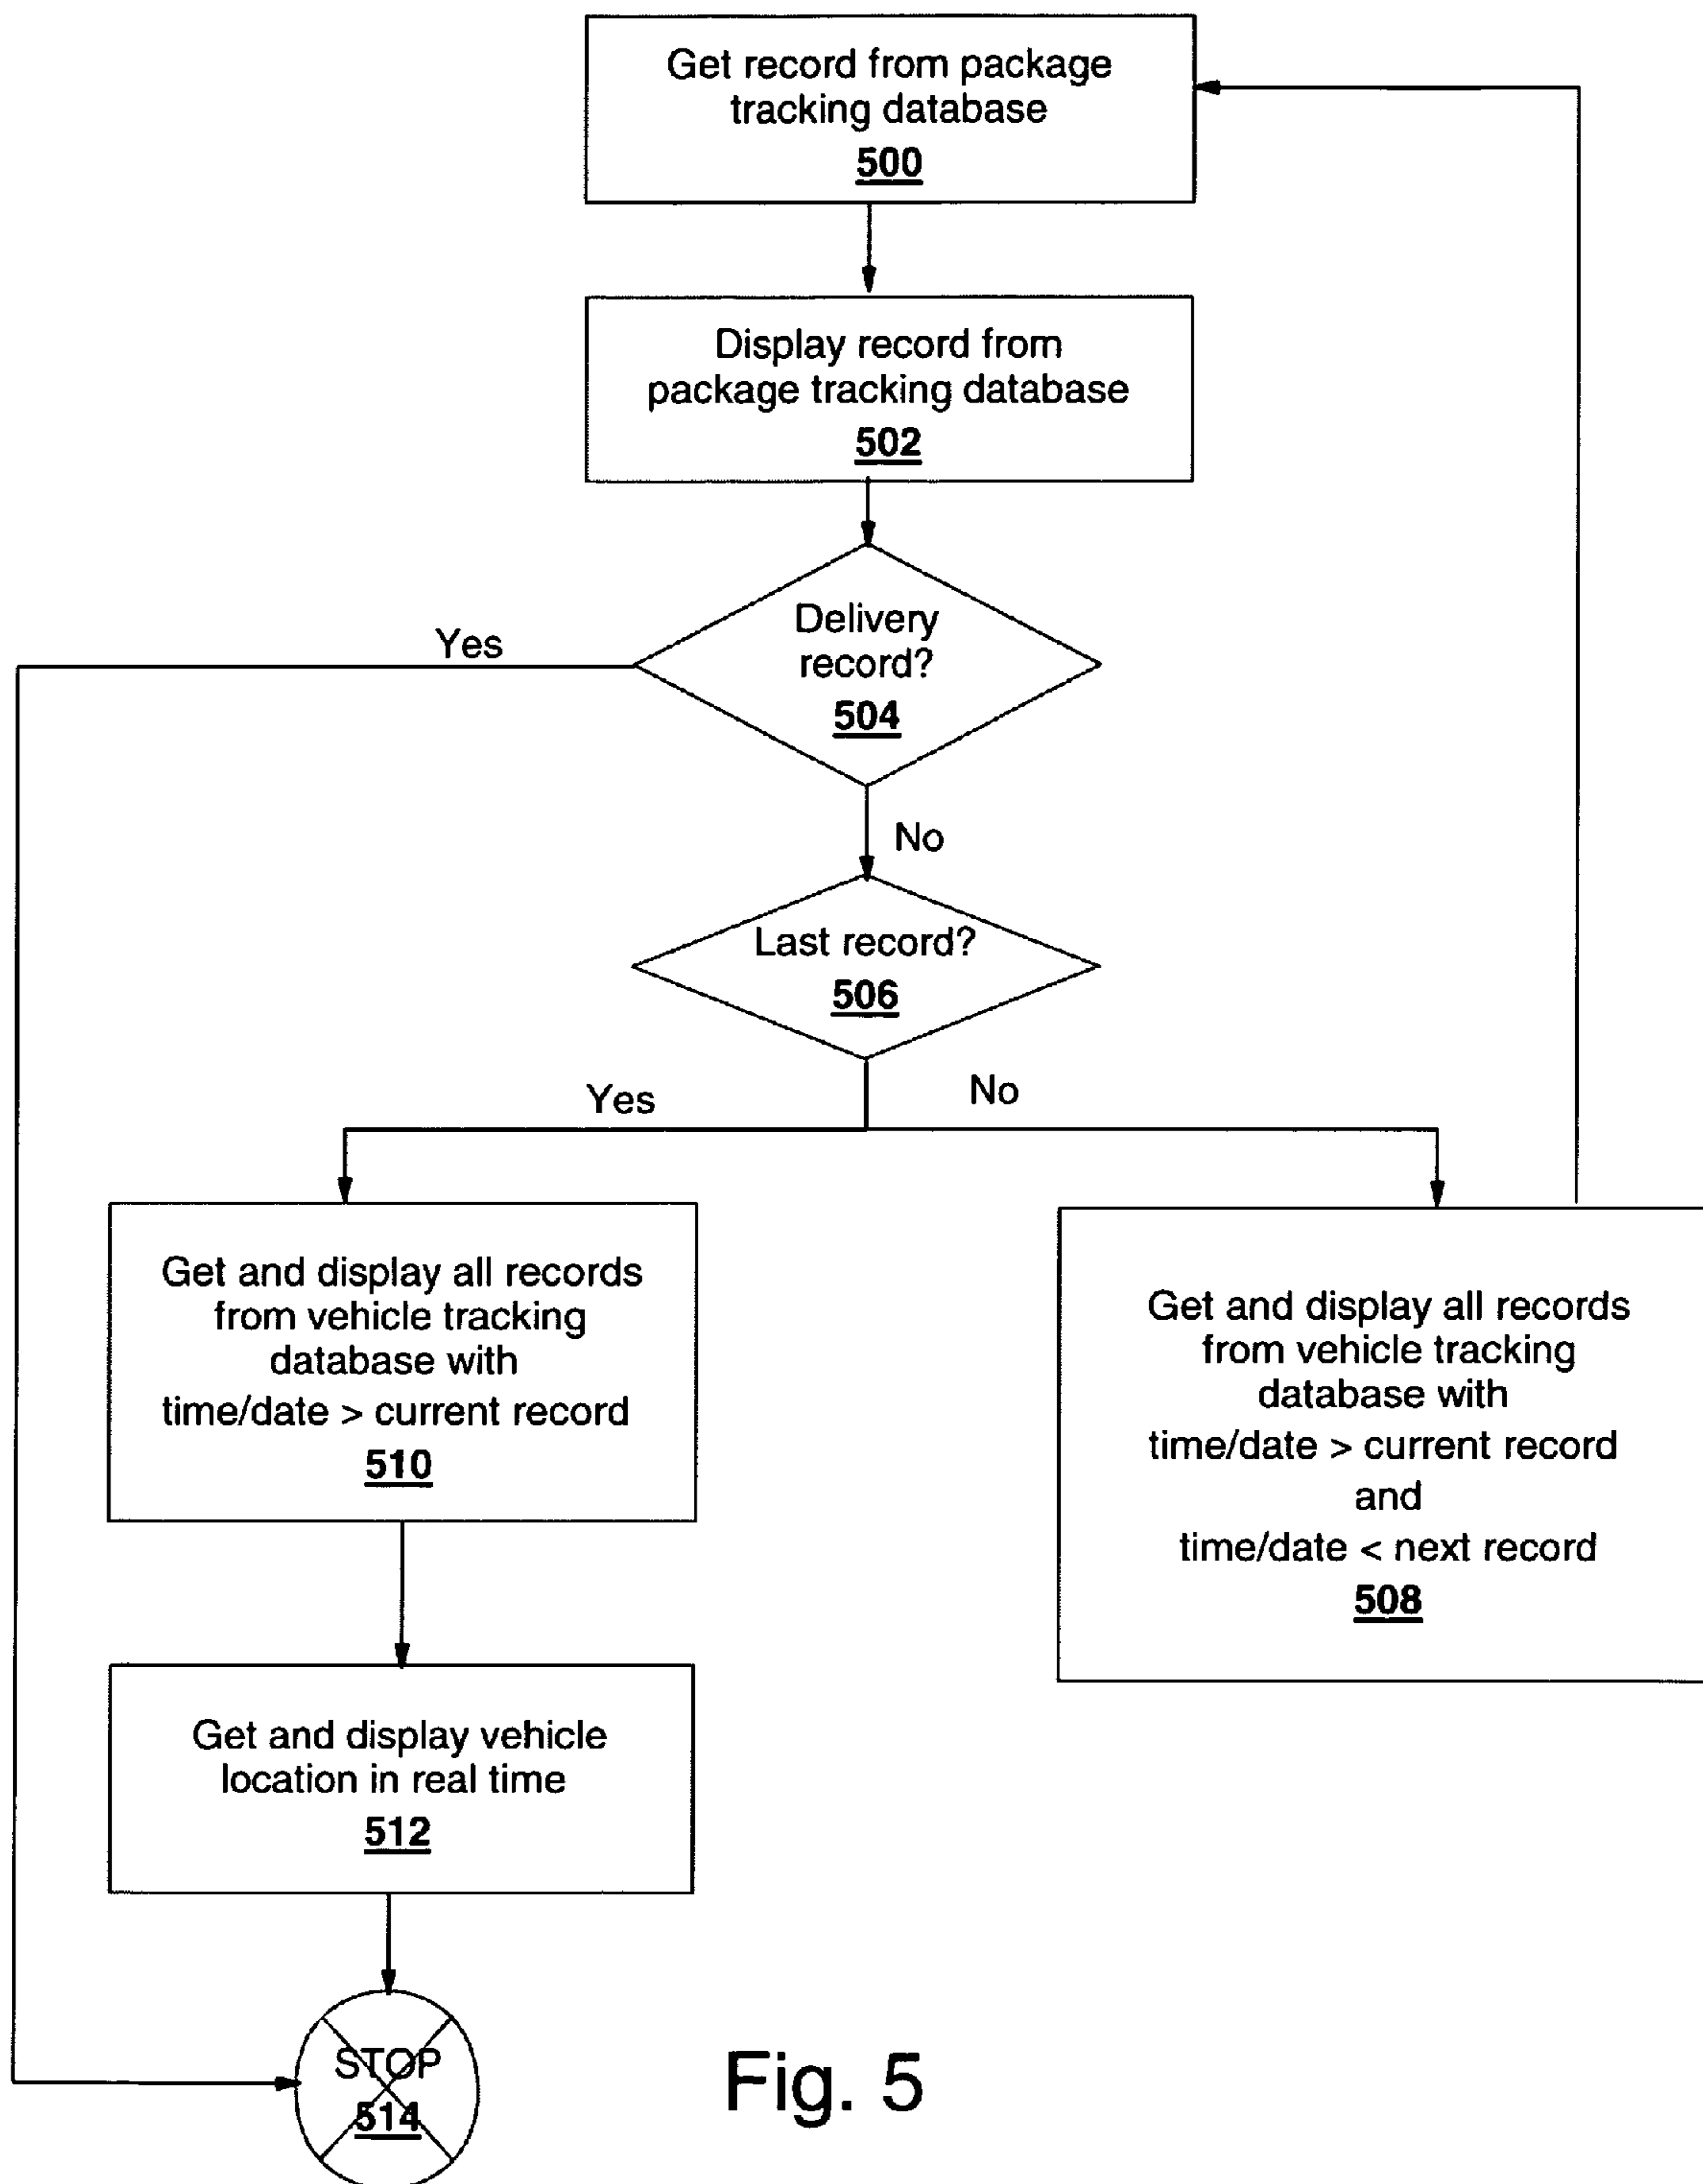 Get record from package
tracking database
500
Display record from
package tracking database
502
Delivery
record?
504
Yes
No
Last record?
506
Yes
No
Get and display all records
from vehicle tracking
database with
time/date > current record
510
Get and display all records
from vehicle tracking
database with
time/date > current record
and
time/date < next record
508
Get and display vehicle
location in real time
512
STOP
514
Fig. 5